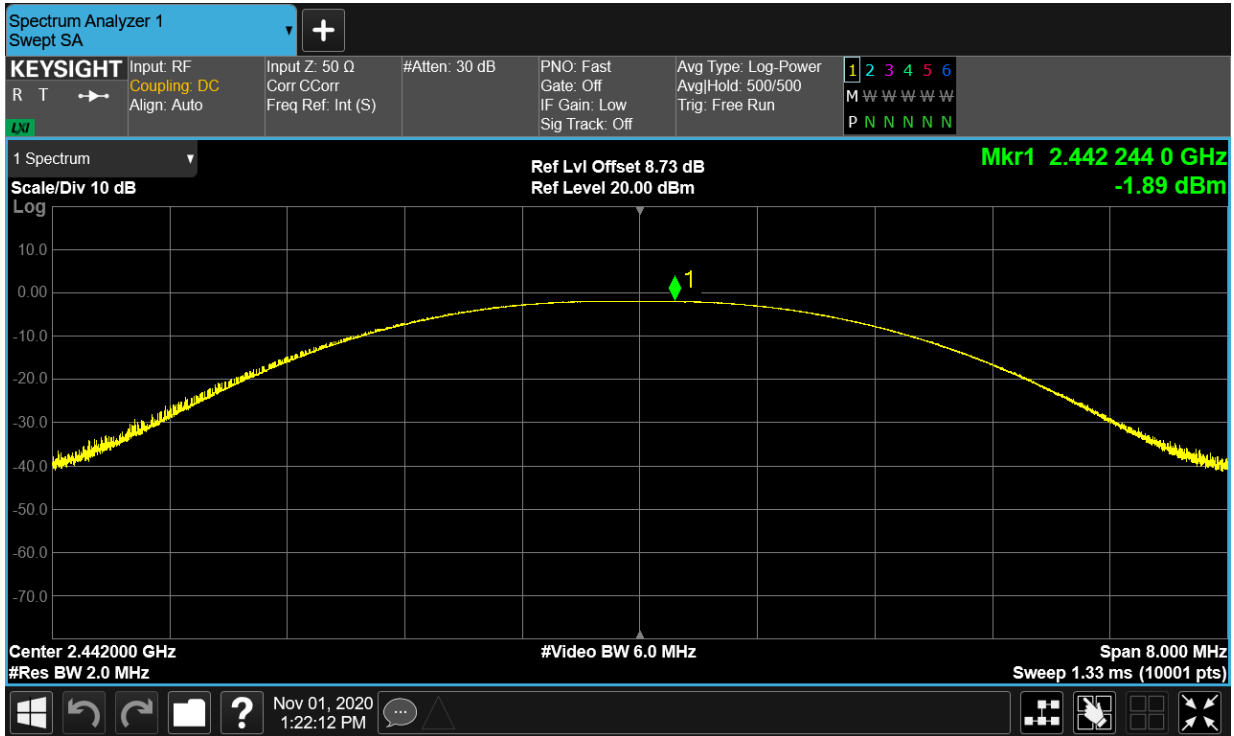 Spectrum Analyzer 1
Swept SA
+
KEYSIGHT
R T
LXI
Input: RF
Coupling: DC
Align: Auto
Input Z: 50 Ω
Corr CCorr
Freq Ref: Int (S)
#Atten: 30 dB
PNO: Fast
Gate: Off
IF Gain: Low
Sig Track: Off
Avg Type: Log-Power
Avg|Hold: 500/500
Trig: Free Run
1 2 3 4 5 6
M W W W W W
P N N N N N
1 Spectrum
Scale/Div 10 dB
Log
Ref Lvl Offset 8.73 dB
Ref Level 20.00 dBm
Mkr1 2.442 244 0 GHz
-1.89 dBm
10.0
0.00
-10.0
-20.0
-30.0
-40.0
-50.0
-60.0
-70.0
1
Center 2.442000 GHz
#Res BW 2.0 MHz
#Video BW 6.0 MHz
Span 8.000 MHz
Sweep 1.33 ms (10001 pts)
?
Nov 01, 2020
1:22:12 PM